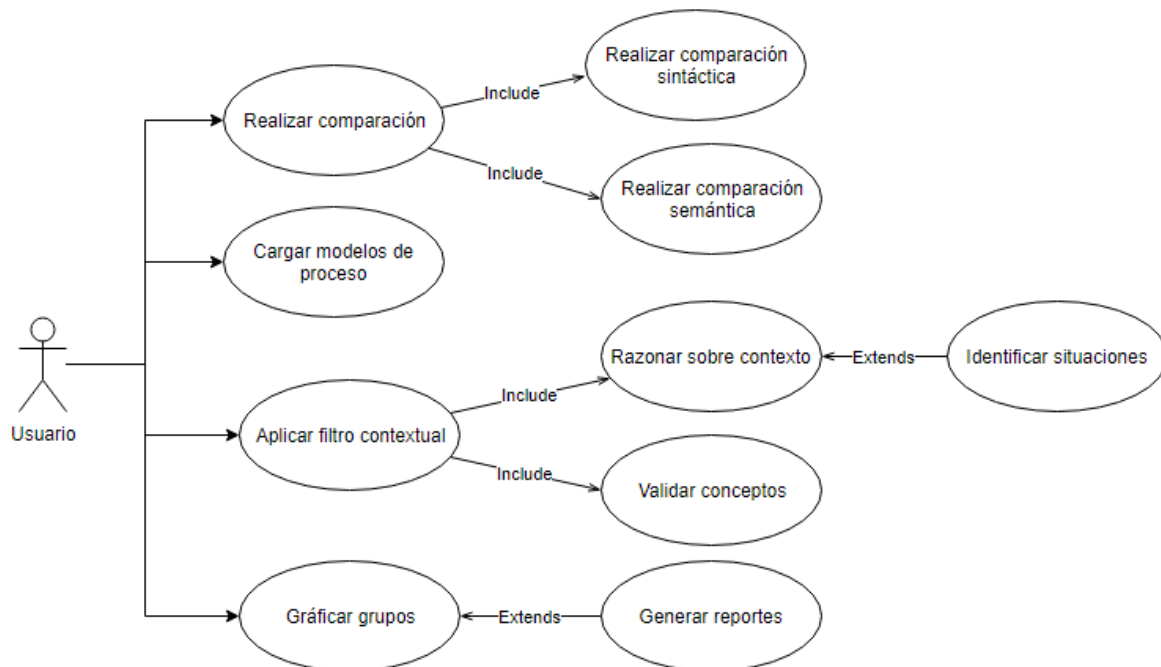 Realizar comparación
sintáctica
Include
Realizar comparación
Include
Realizar comparación
semántica
Cargar modelos de
proceso
Razonar sobre contexto
Extends
Identificar situaciones
Include
Usuario
Aplicar filtro contextual
Include
Validar conceptos
Gráficar grupos
Extends
Generar reportes